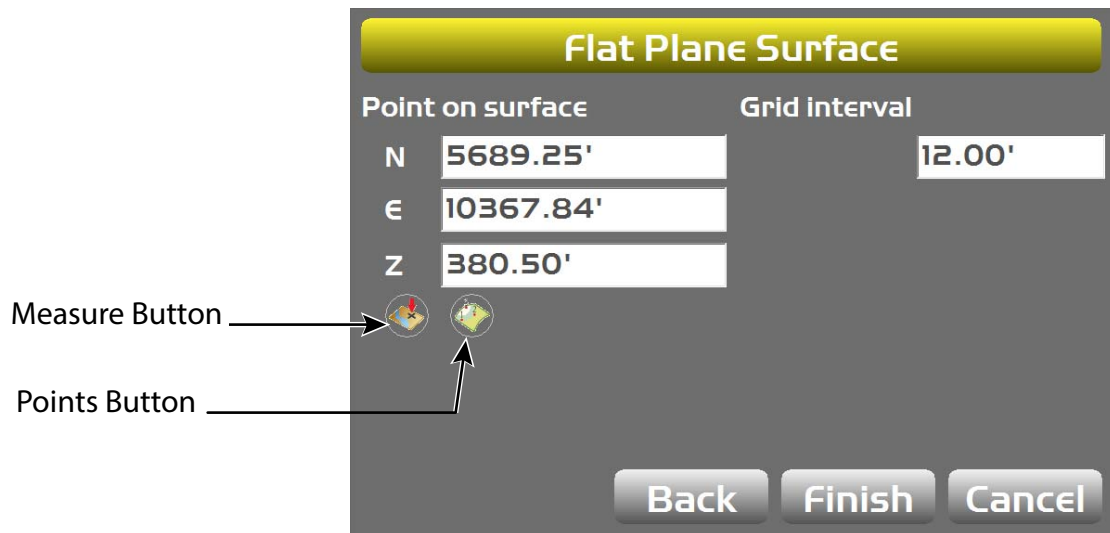 Flat Plane Surface
Point on surface Grid interval
N 5689.25' 12.00'
E 10367.84'
Z 380.50'
Measure Button
Points Button
Back Finish Cancel